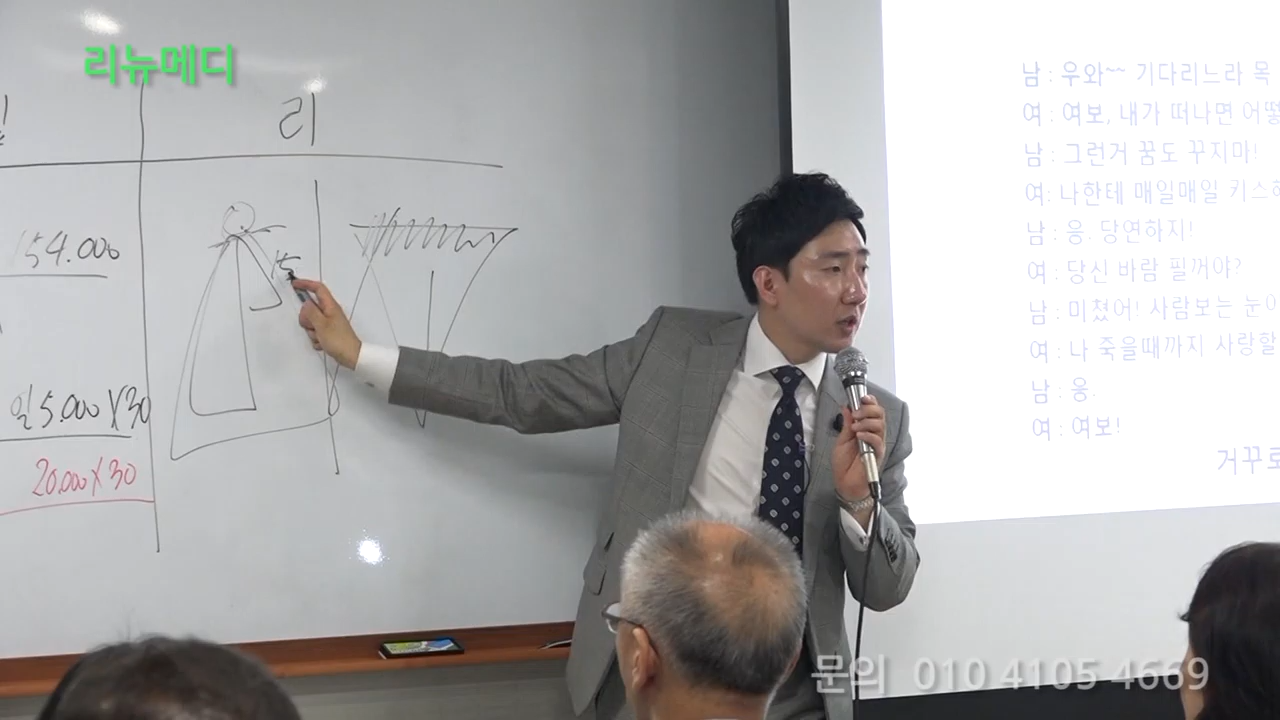 리뉴메디
리
154.000
15
일 5.000 X 30
20.000 X 30
남 : 우와~~ 기다리느라 목
여 : 여보, 내가 떠나면 어떻
남 : 그런거 꿈도 꾸지마!
여: 나한테 매일매일 키스해
남 : 응. 당연하지!
여 : 당신 바람 필꺼야?
남 : 미쳤어! 사람보는 눈이
여 : 나 죽을때까지 사랑할
남 : 응.
여 : 여보!
거꾸로
문의 010 4105 4669